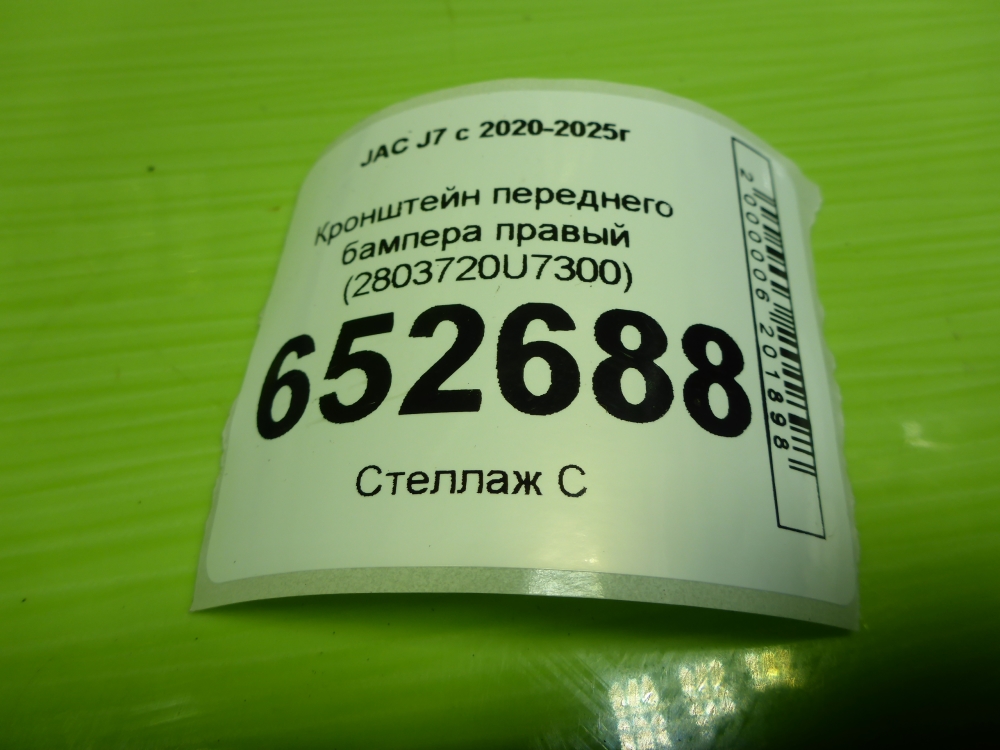 JAC J7 с 2020-2025г
Кронштейн переднего
бампера правый
(2803720U7300)
652688
Стеллаж С
2000006201898